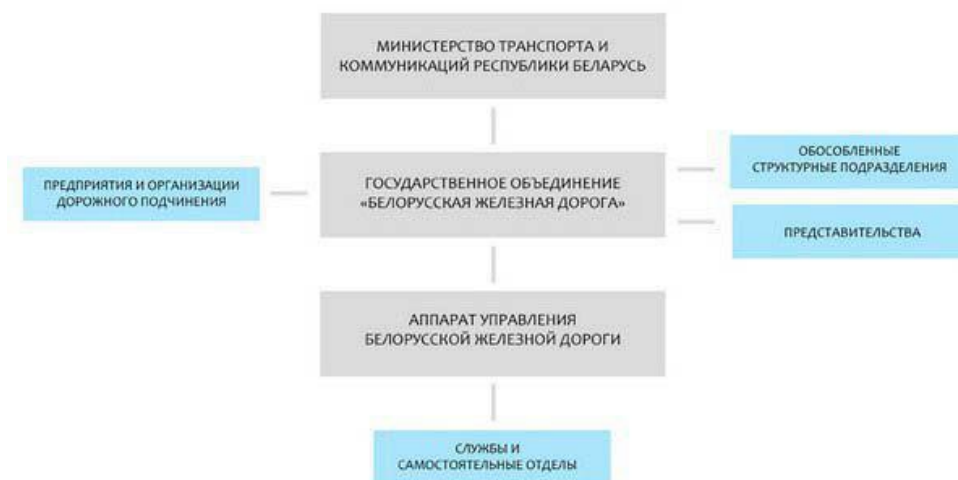 МИНИСТЕРСТВО ТРАНСПОРТА И
КОММУНИКАЦИЙ РЕСПУБЛИКИ БЕЛАРУСЬ
ПРЕДПРИЯТИЯ И ОРГАНИЗАЦИИ
ДОРОЖНОГО ПОДЧИНЕНИЯ
ГОСУДАРСТВЕННОЕ ОБЪЕДИНЕНИЕ
«БЕЛОРУССКАЯ ЖЕЛЕЗНАЯ ДОРОГА»
ОБОСОБЛЕННЫЕ
СТРУКТУРНЫЕ ПОДРАЗДЕЛЕНИЯ
ПРЕДСТАВИТЕЛЬСТВА
АППАРАТ УПРАВЛЕНИЯ
БЕЛОРУССКОЙ ЖЕЛЕЗНОЙ ДОРОГИ
СЛУЖБЫ И
САМОСТОЯТЕЛЬНЫЕ ОТДЕЛЫ